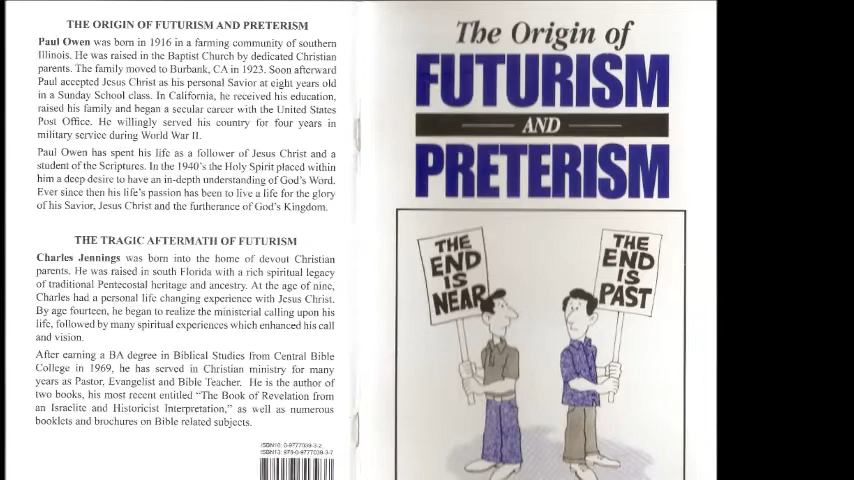 THE ORIGIN OF FUTURISM AND PRETERISM
Paul Owen was born in 1916 in a farming community of southern
Illinois. He was raised in the Baptist Church by dedicated Christian
parents. The family moved to Burbank, CA in 1923. Soon afterward
Paul accepted Jesus Christ as his personal Savior at eight years old
in a Sunday School class. In California, he received his education,
raised his family and began a secular career with the United States
Post Office. He willingly served his country for four years in
military service during World War II.
Paul Owen has spent his life as a follower of Jesus Christ and a
student of the Scriptures. In the 1940's the Holy Spirit placed within
him a deep desire to have an in-depth understanding of God's Word.
Ever since then his life's passion has been to live a life for the glory
of his Savior, Jesus Christ and the furtherance of God's Kingdom.
THE TRAGIC AFTERMATH OF FUTURISM
Charles Jennings was born into the home of devout Christian
parents. He was raised in south Florida with a rich spiritual legacy
of traditional Pentecostal heritage and ancestry. At the age of nine,
Charles had a personal life changing experience with Jesus Christ.
By age fourteen, he began to realize the ministerial calling upon his
life, followed by many spiritual experiences which enhanced his call
and vision.
After earning a BA degree in Biblical Studies from Central Bible
College in 1969, he has served in Christian ministry for many
years as Pastor, Evangelist and Bible Teacher. He is the author of
two books, his most recent entitled "The Book of Revelation from
an Israelite and Historicist Interpretation," as well as numerous
booklets and brochures on Bible related subjects.
ISBN10: 0-9777039-3-2
ISBN13: 978-0-9777039-3-7
The Origin of
FUTURISM
AND
PRETERISM
THE
END
IS
NEAR
THE
END
IS
PAST